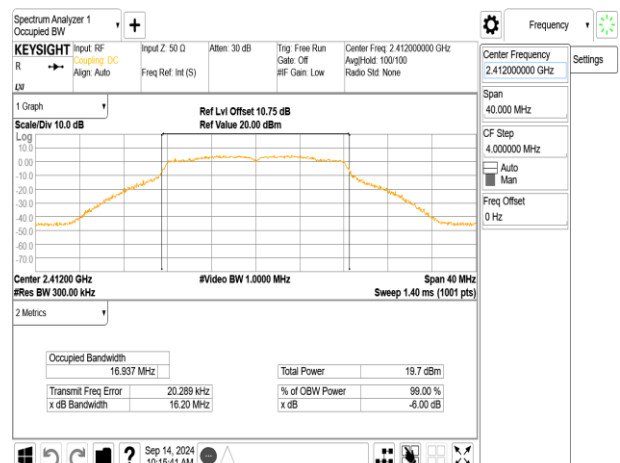 Spectrum Analyzer 1
Occupied BW
Frequency
KEYSIGHT
R
Input: RF
Coupling: DC
Align: Auto
Input Z: 50 Ω
Freq Ref: Int (S)
Atten: 30 dB
Trig: Free Run
Gate: Off
#IF Gain: Low
Center Freq: 2.412000000 GHz
Avg|Hold: 100/100
Radio Std: None
Center Frequency
2.412000000 GHz
Settings
Span
40.000 MHz
CF Step
4.000000 MHz
Auto
Man
Freq Offset
0 Hz
1 Graph
Scale/Div 10.0 dB
Ref Lvl Offset 10.75 dB
Ref Value 20.00 dBm
Log
10.0
0.00
-10.0
-20.0
-30.0
-40.0
-50.0
-60.0
-70.0
Center 2.41200 GHz
#Video BW 1.0000 MHz
Span 40 MHz
#Res BW 300.00 kHz
Sweep 1.40 ms (1001 pts)
2 Metrics
Occupied Bandwidth
16.937 MHz
Total Power 19.7 dBm
Transmit Freq Error 20.289 kHz
% of OBW Power 99.00 %
x dB Bandwidth 16.20 MHz
x dB -6.00 dB
?
Sep 14, 2024
10:15:41 AM